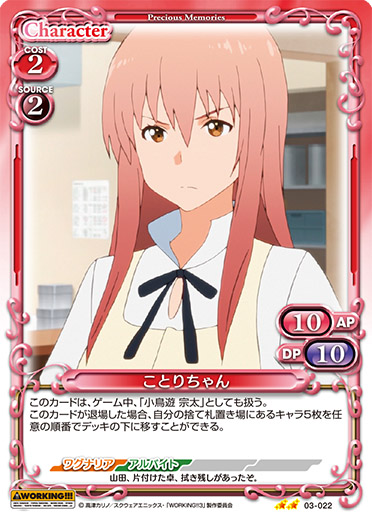 Precious Memories
Character
COST
2
SOURCE
2
10 AP
DP 10
ことりちゃん
このカードは、ゲーム中、「小鳥遊 宗太」としても扱う。
このカードが退場した場合、自分の捨て札置き場にあるキャラ5枚を任
意の順番でデッキの下に移すことができる。
ワグナリア アルバイト
山田、片付けた卓、拭き残しがあったぞ。
WORKING!!!
03-022
© 高津カリノ/スクウェアエニックス・「WORKING!!3」製作委員会